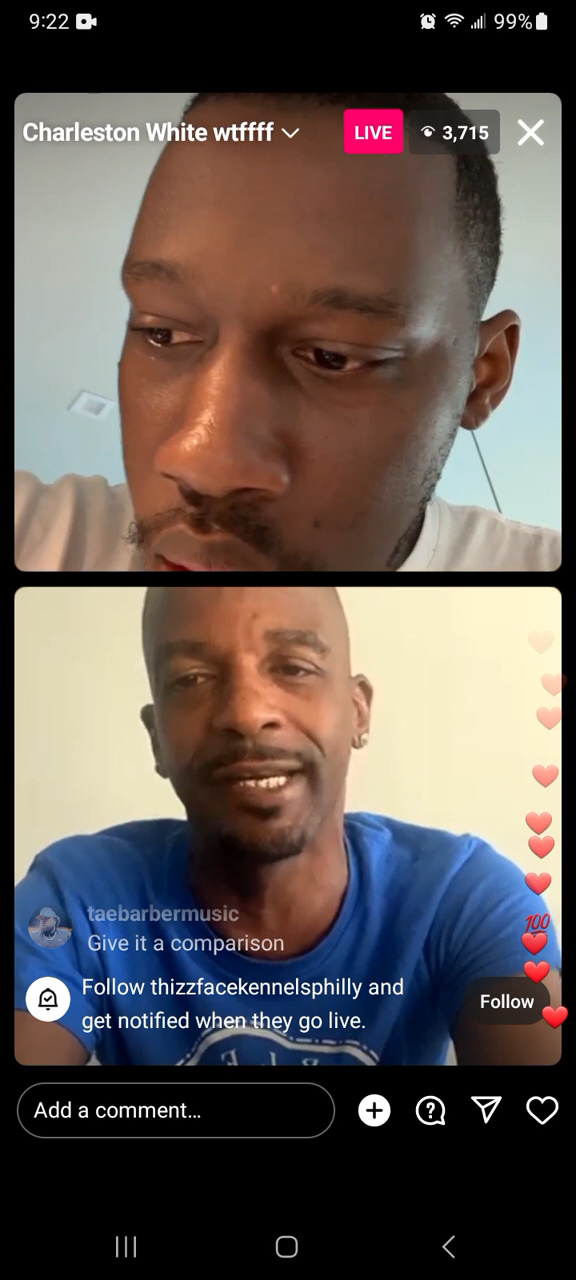 9:22
99%
Charleston White wtffff
LIVE
3,715
100
taebarbermusic
Give it a comparison
Follow thizzfacekennelsphilly and
get notified when they go live.
Follow
Add a comment...